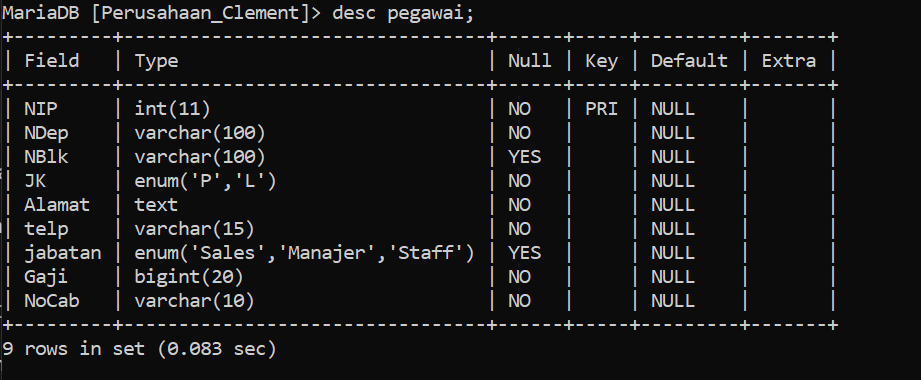 MariaDB [Perusahaan_Clement]> desc pegawai;
+---------+---------------------------------+------+-----+---------+-------+
| Field   | Type                            | Null | Key | Default | Extra |
+---------+---------------------------------+------+-----+---------+-------+
| NIP     | int(11)                         | NO   | PRI | NULL    |       |
| NDep    | varchar(100)                    | NO   |     | NULL    |       |
| NBlk    | varchar(100)                    | YES  |     | NULL    |       |
| JK      | enum('P','L')                   | NO   |     | NULL    |       |
| Alamat  | text                            | NO   |     | NULL    |       |
| telp    | varchar(15)                     | NO   |     | NULL    |       |
| jabatan | enum('Sales','Manajer','Staff') | YES  |     | NULL    |       |
| Gaji    | bigint(20)                      | NO   |     | NULL    |       |
| NoCab   | varchar(10)                     | NO   |     | NULL    |       |
+---------+---------------------------------+------+-----+---------+-------+
9 rows in set (0.083 sec)